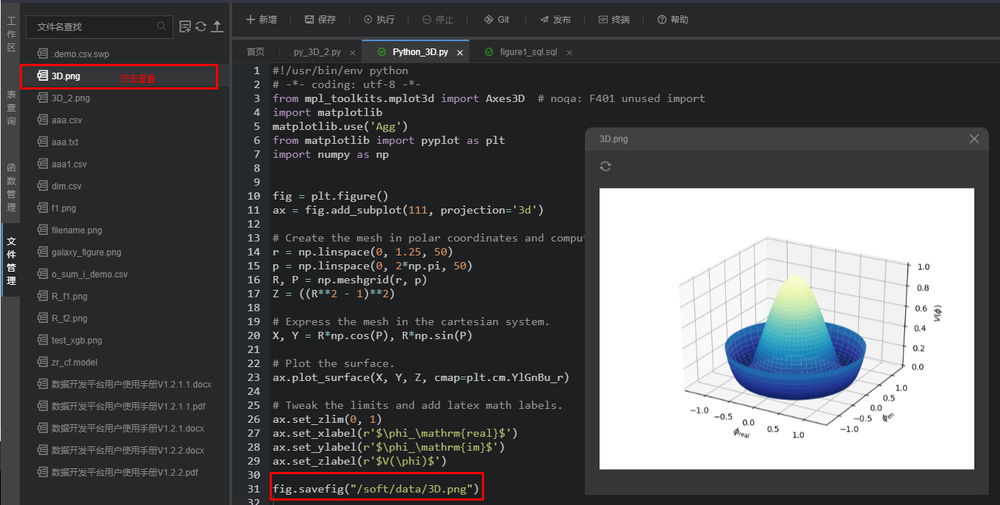 新增
保存
执行
停止
Git
发布
终端
帮助
工作区
表查询
函数管理
文件管理
文件名查找
.demo.csv.swp
3D.png 双击查看
3D_2.png
aaa.csv
aaa.txt
aaa1.csv
dim.csv
f1.png
filename.png
galaxy_figure.png
o_sum_i_demo.csv
R_f1.png
R_f2.png
test_xgb.png
zr_cf.model
数据开发平台用户使用手册V1.2.1.1.docx
数据开发平台用户使用手册V1.2.1.1.pdf
数据开发平台用户使用手册V1.2.1.docx
数据开发平台用户使用手册V1.2.2.docx
数据开发平台用户使用手册V1.2.2.pdf
首页
py_3D_2.py
Python_3D.py
figure1_sql.sql
1 #!/usr/bin/env python
2 # -*- coding: utf-8 -*-
3 from mpl_toolkits.mplot3d import Axes3D  # noqa: F401 unused import
4 import matplotlib
5 matplotlib.use('Agg')
6 from matplotlib import pyplot as plt
7 import numpy as np
8
9
10 fig = plt.figure()
11 ax = fig.add_subplot(111, projection='3d')
12
13 # Create the mesh in polar coordinates and comput
14 r = np.linspace(0, 1.25, 50)
15 p = np.linspace(0, 2*np.pi, 50)
16 R, P = np.meshgrid(r, p)
17 Z = ((R**2 - 1)**2)
18
19 # Express the mesh in the cartesian system.
20 X, Y = R*np.cos(P), R*np.sin(P)
21
22 # Plot the surface.
23 ax.plot_surface(X, Y, Z, cmap=plt.cm.YlGnBu_r)
24
25 # Tweak the limits and add latex math labels.
26 ax.set_zlim(0, 1)
27 ax.set_xlabel(r'$\phi_\mathrm{real}$')
28 ax.set_ylabel(r'$\phi_\mathrm{im}$')
29 ax.set_zlabel(r'$V(\phi)$')
30
31 fig.savefig("/soft/data/3D.png")
32
3D.png
1.0
0.8
0.6
0.4
0.2
0.0
V(ϕ)
1.0
0.5
0.0
−0.5
−1.0
ϕim
−1.0
−0.5
0.0
0.5
1.0
ϕreal